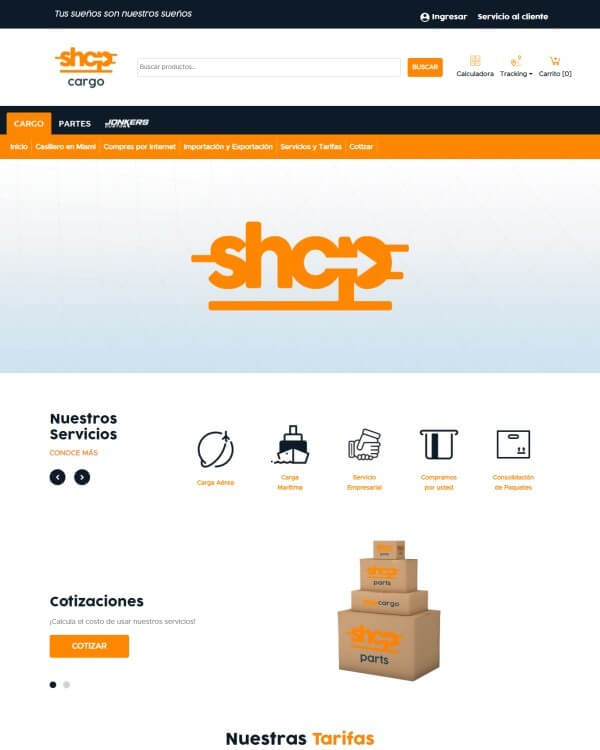 Tus sueños son nuestros sueños
Ingresar Servicio al cliente
shop
cargo
Buscar productos...
BUSCAR
Calculadora Tracking Carrito [0]
CARGO PARTES JONKERS
Inicio Casillero en Miami Compras por Internet Importación y Exportación Servicios y Tarifas Cotizar
shop
Nuestros
Servicios
CONOCE MÁS
Carga Aérea
Carga
Marítima
Servicio
Empresarial
Compramos
por usted
Consolidación
de Paquetes
shop
parts
shop
parts
shop cargo
shop
parts
Cotizaciones
¡Calcula el costo de usar nuestros servicios!
COTIZAR
Nuestras Tarifas